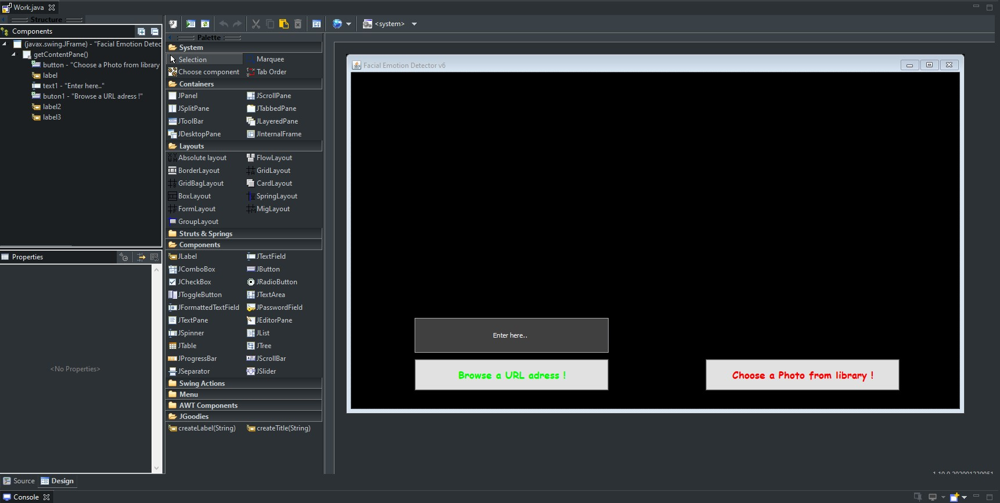 Work.java
Structure
Components
(javax.swing.JFrame) - "Facial Emotion Detec
getContentPane()
button - "Choose a Photo from library
label
text1 - "Enter here.."
buton1 - "Browse a URL adress !"
label2
label3
Properties
<No Properties>
Source
Design
Console
<system>
Palette
System
Selection
Marquee
Choose component
Tab Order
Containers
JPanel
JScrollPane
JSplitPane
JTabbedPane
JToolBar
JLayeredPane
JDesktopPane
JInternalFrame
Layouts
Absolute layout
FlowLayout
BorderLayout
GridLayout
GridBagLayout
CardLayout
BoxLayout
SpringLayout
FormLayout
MigLayout
GroupLayout
Struts & Springs
Components
JLabel
JTextField
JComboBox
JButton
JCheckBox
JRadioButton
JToggleButton
JTextArea
JFormattedTextField
JPasswordField
JTextPane
JEditorPane
JSpinner
JList
JTable
JTree
JProgressBar
JScrollBar
JSeparator
JSlider
Swing Actions
Menu
AWT Components
JGoodies
createLabel(String)
createTitle(String)
Facial Emotion Detector v6
Enter here..
Browse a URL adress !
Choose a Photo from library !